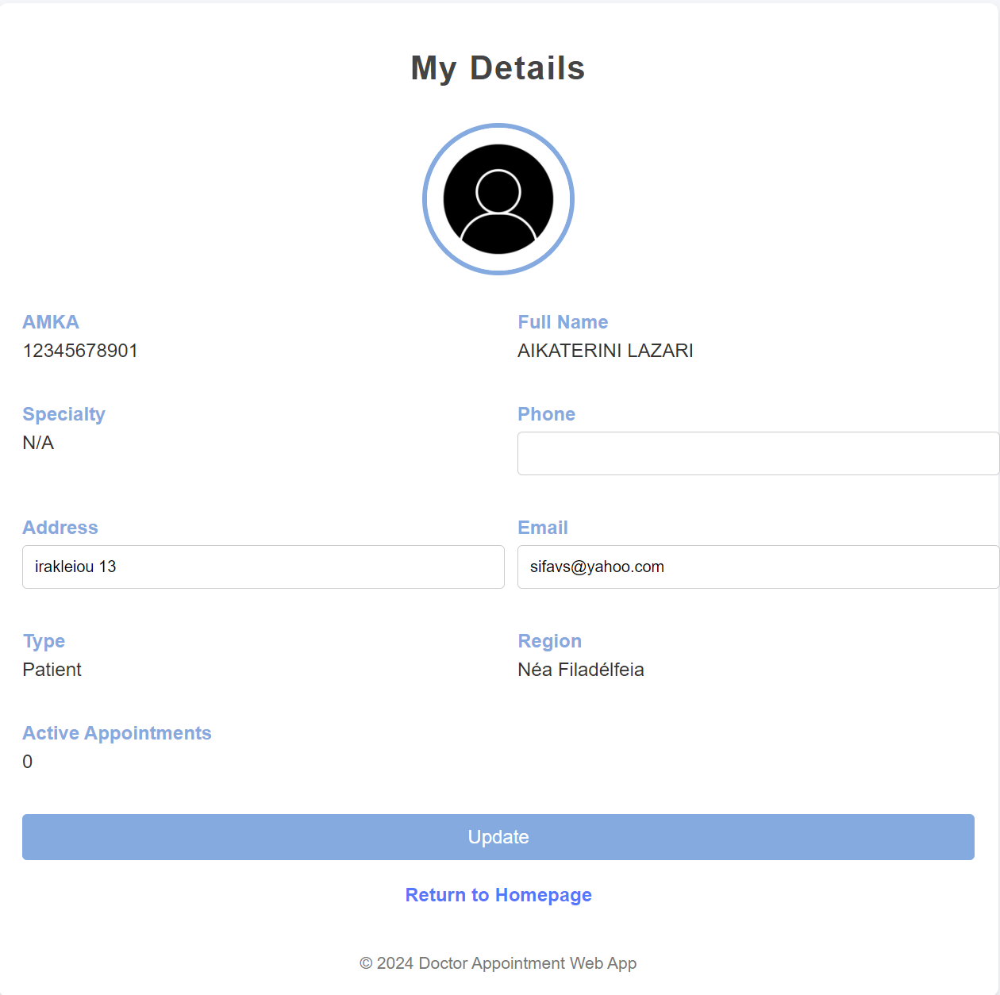 My Details
AMKA
12345678901
Full Name
AIKATERINI LAZARI
Specialty
N/A
Phone
Address
irakleiou 13
Email
sifavs@yahoo.com
Type
Patient
Region
Néa Filadélfeia
Active Appointments
0
Update
Return to Homepage
© 2024 Doctor Appointment Web App